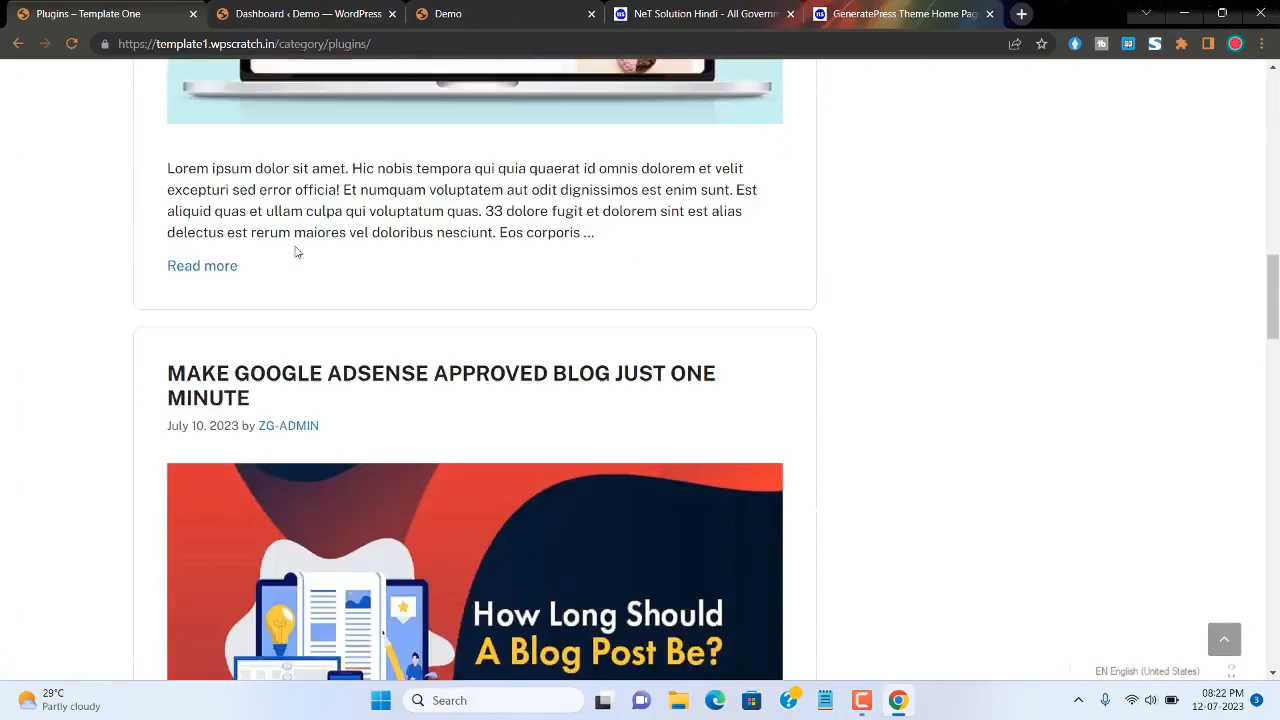 Plugins – Template One
Dashboard ‹ Demo — WordPress
Demo
NeT Solution Hindi - All Governm
GeneratePress Theme Home Pag
https://template1.wpscratch.in/category/plugins/
Lorem ipsum dolor sit amet. Hic nobis tempora qui quia quaerat id omnis dolorem et velit
excepturi sed error officia! Et numquam voluptatem aut odit dignissimos est enim sunt. Est
aliquid quas et ullam culpa qui voluptatum quas. 33 dolore fugit et dolorem sint est alias
delectus est rerum maiores vel doloribus nesciunt. Eos corporis ...
Read more
MAKE GOOGLE ADSENSE APPROVED BLOG JUST ONE
MINUTE
July 10, 2023 by ZG-ADMIN
How Long Should
A Blog Post Be?
EN English (United States)
29°C
Partly cloudy
Search
08:22 PM
12-07-2023
3